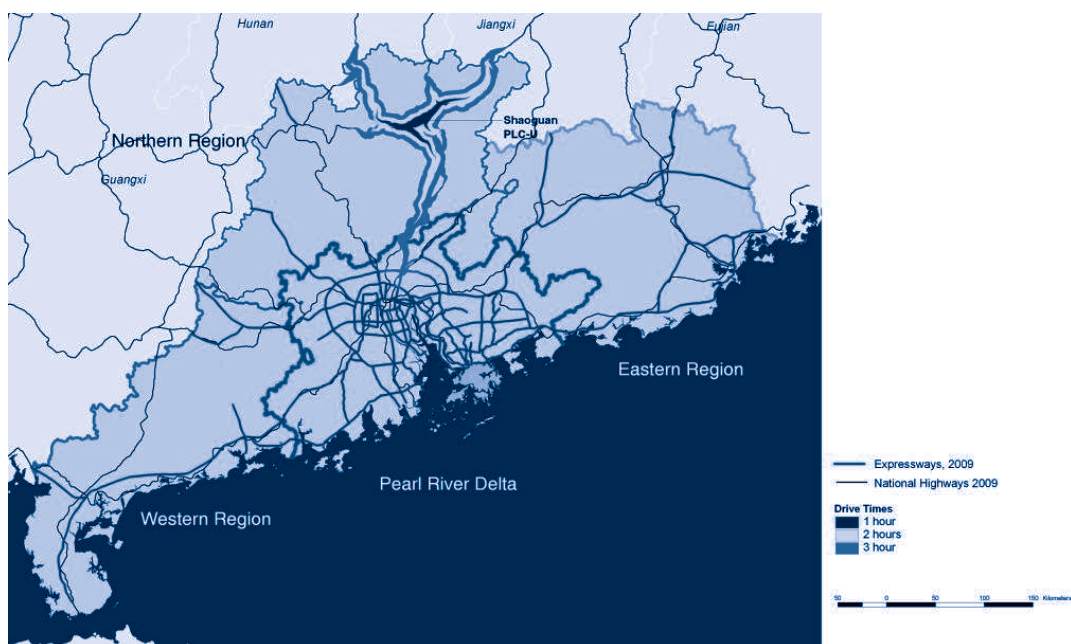 Hunan
Jiangxi
Fujian
Shaoguan
PLC-U
Northern Region
Guangxi
Eastern Region
Pearl River Delta
Western Region
Expressways, 2009
National Highways 2009
Drive Times
1 hour
2 hours
3 hour
50 0 50 100 150 Kilometers